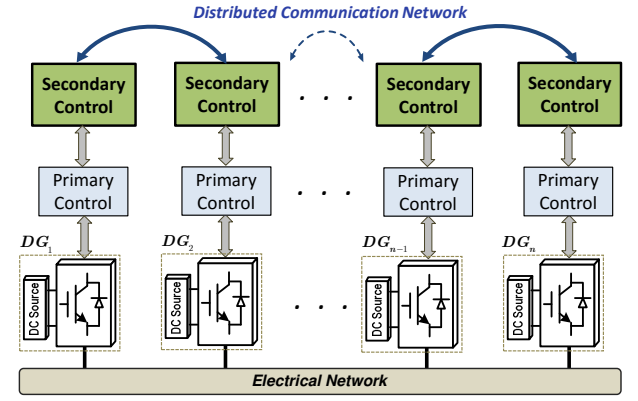 Distributed Communication Network
Secondary
Control
Secondary
Control
. . .
Secondary
Control
Secondary
Control
Primary
Control
Primary
Control
. . .
Primary
Control
Primary
Control
DG₁
DC Source
DG₂
DC Source
. . .
DGₙ₋₁
DC Source
DGₙ
DC Source
Electrical Network